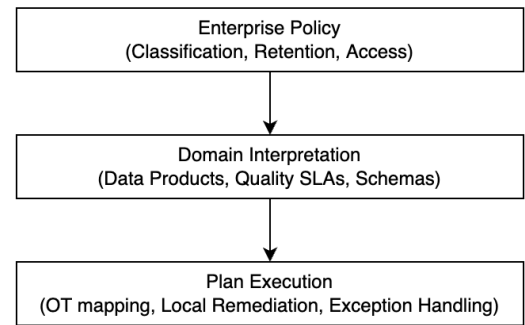 Enterprise Policy
(Classification, Retention, Access)
Domain Interpretation
(Data Products, Quality SLAs, Schemas)
Plan Execution
(OT mapping, Local Remediation, Exception Handling)